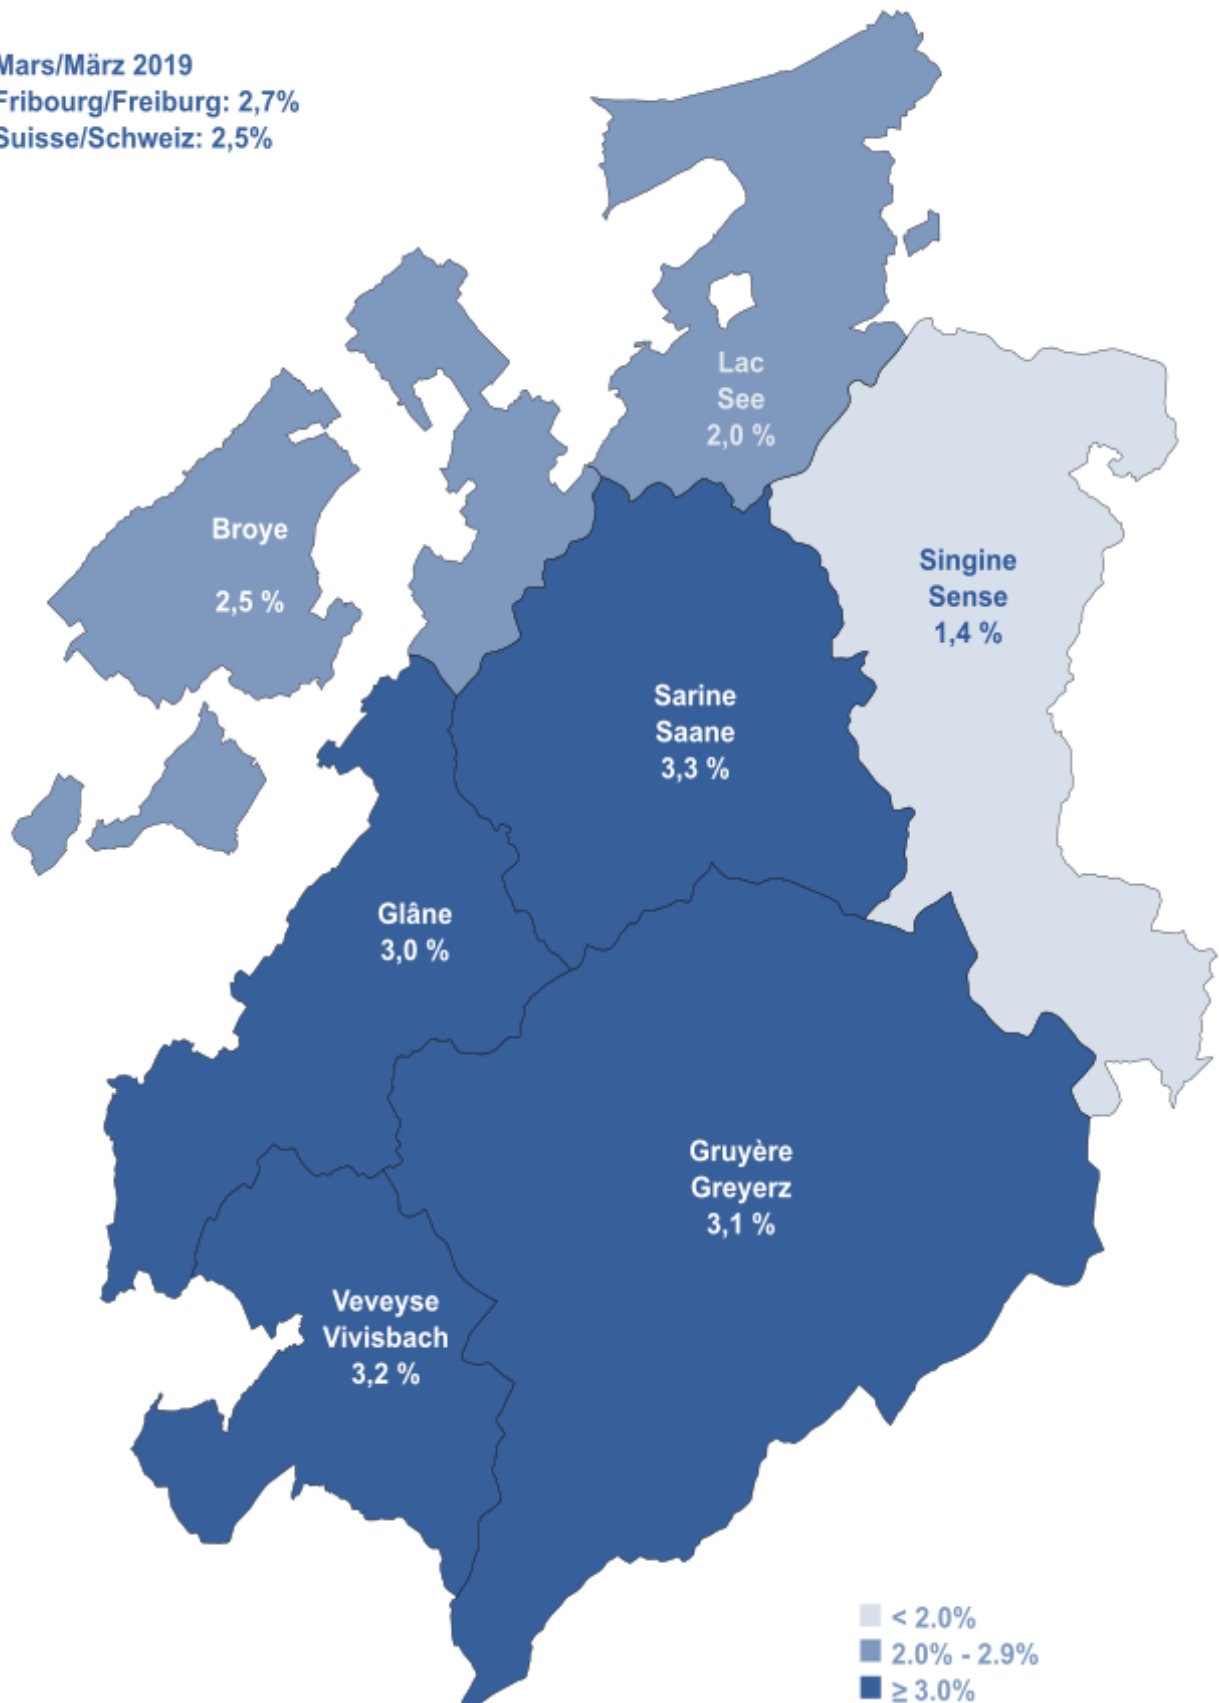 Mars/März 2019
Fribourg/Freiburg: 2,7%
Suisse/Schweiz: 2,5%
Lac
See
2,0 %
Broye
2,5 %
Singine
Sense
1,4 %
Sarine
Saane
3,3 %
Glâne
3,0 %
Gruyère
Greyerz
3,1 %
Veveyse
Vivisbach
3,2 %
< 2.0%
2.0% - 2.9%
≥ 3.0%